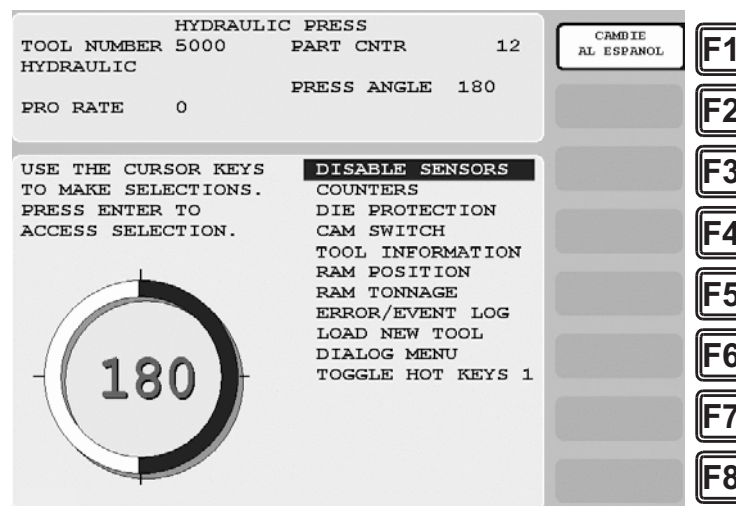 HYDRAULIC PRESS
TOOL NUMBER 5000 PART CNTR 12
HYDRAULIC
PRESS ANGLE 180
PRO RATE 0
USE THE CURSOR KEYS
TO MAKE SELECTIONS.
PRESS ENTER TO
ACCESS SELECTION.
180
DISABLE SENSORS
COUNTERS
DIE PROTECTION
CAM SWITCH
TOOL INFORMATION
RAM POSITION
RAM TONNAGE
ERROR/EVENT LOG
LOAD NEW TOOL
DIALOG MENU
TOGGLE HOT KEYS 1
CAMBIE
AL ESPANOL
F1
F2
F3
F4
F5
F6
F7
F8